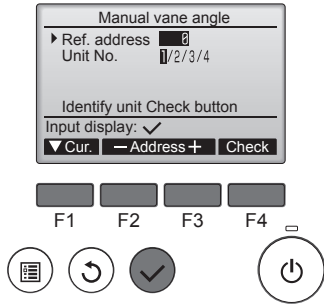 Manual vane angle
Ref. address 0
Unit No. 1/2/3/4
Identify unit Check button
Input display: ✓
▼Cur. －Address＋ Check
F1 F2 F3 F4